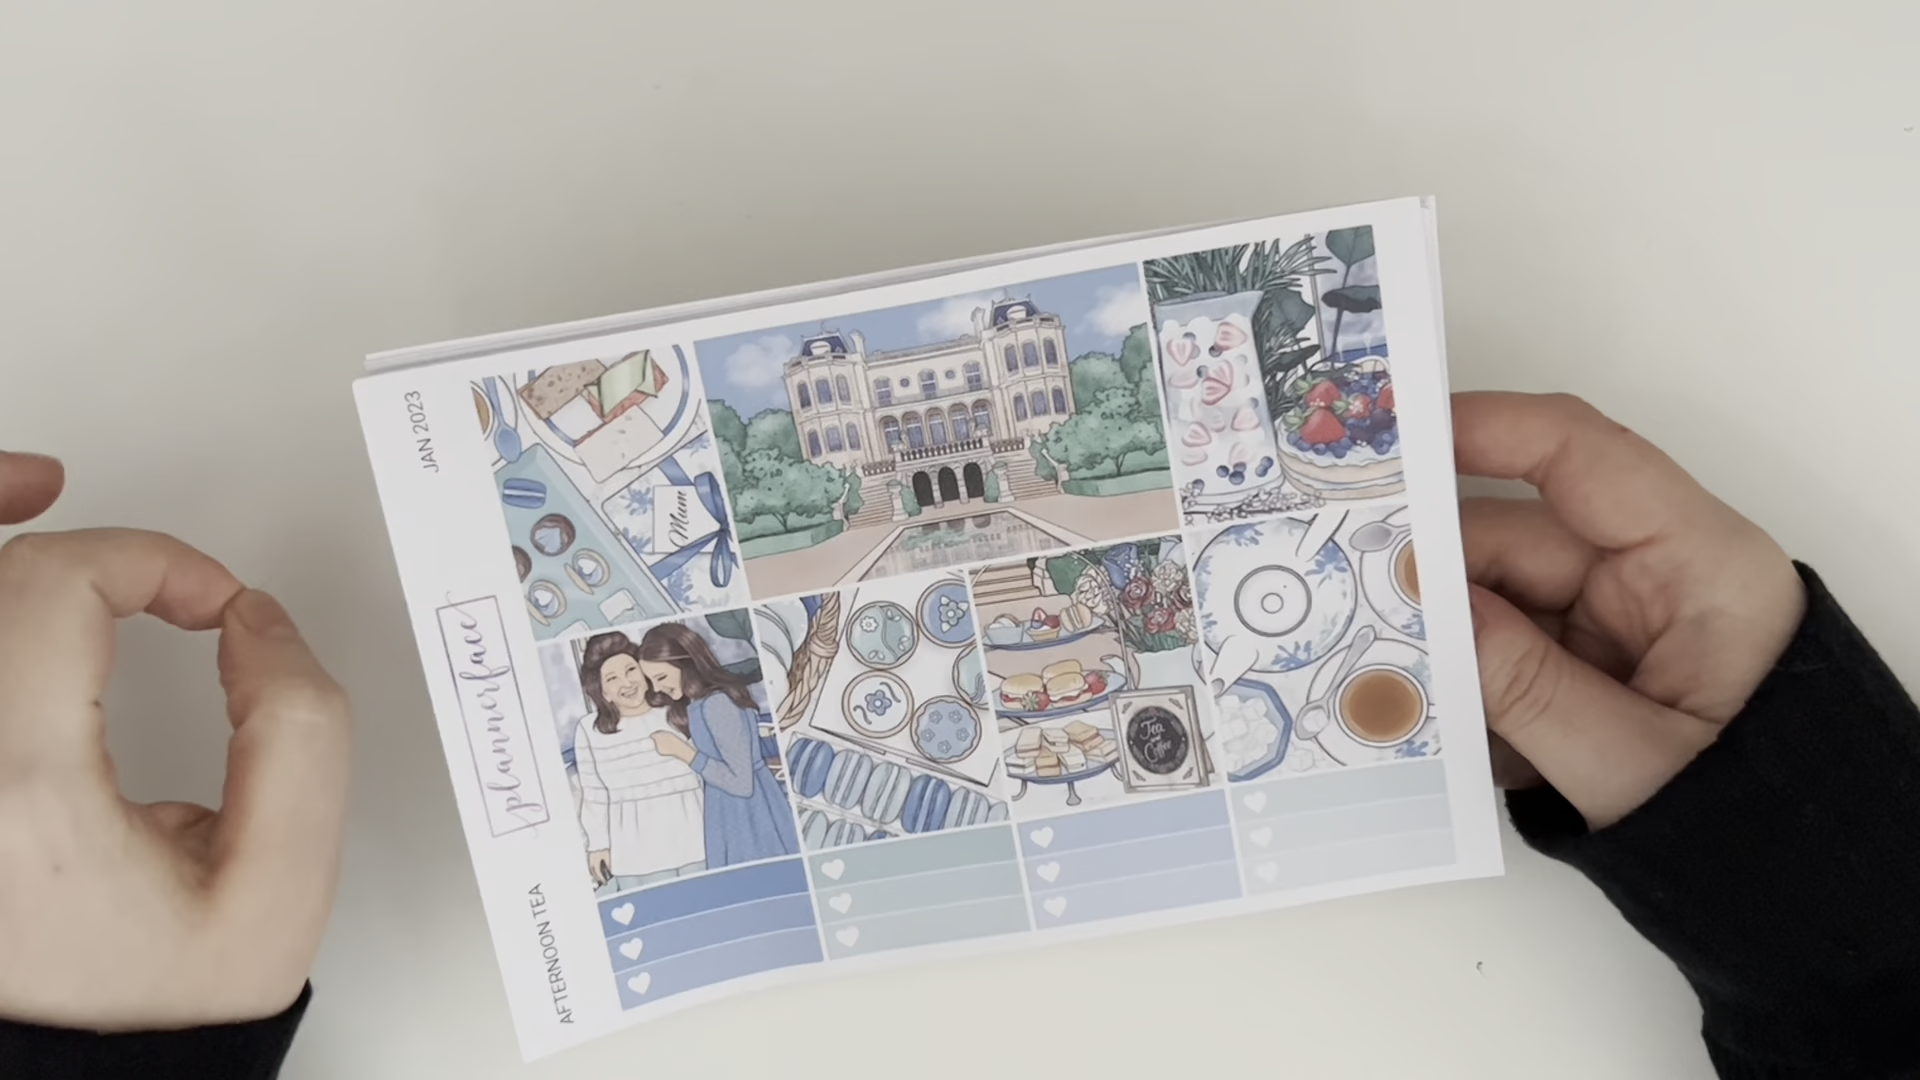 JAN 2023
plannerface
AFTERNOON TEA
Mum
Tea
and
Coffee